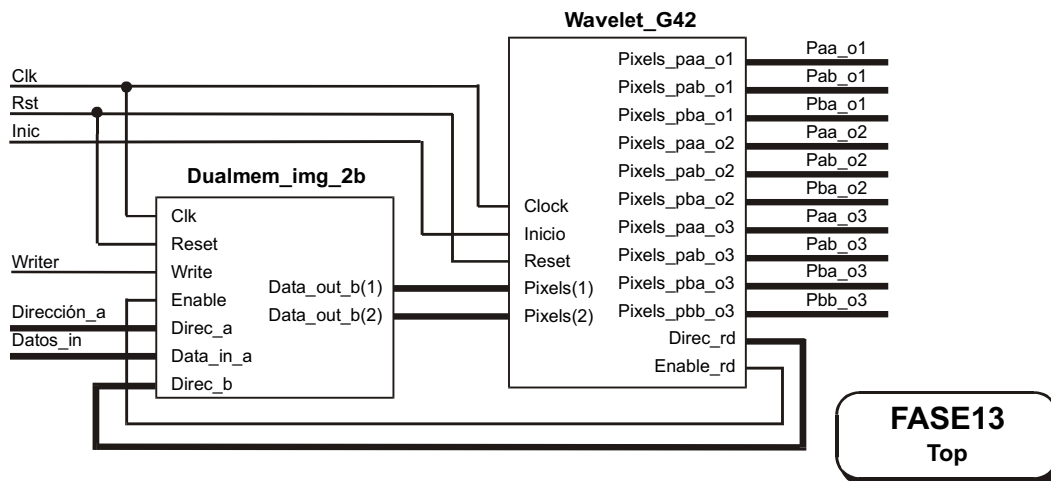 Wavelet_G42
Clk
Rst
Inic
Dualmem_img_2b
Clk
Reset
Write
Enable
Direc_a
Data_in_a
Direc_b
Data_out_b(1)
Data_out_b(2)
Writer
Dirección_a
Datos_in
Clock
Inicio
Reset
Pixels(1)
Pixels(2)
Pixels_paa_o1
Pixels_pab_o1
Pixels_pba_o1
Pixels_paa_o2
Pixels_pab_o2
Pixels_pba_o2
Pixels_paa_o3
Pixels_pab_o3
Pixels_pba_o3
Pixels_pbb_o3
Direc_rd
Enable_rd
Paa_o1
Pab_o1
Pba_o1
Paa_o2
Pab_o2
Pba_o2
Paa_o3
Pab_o3
Pba_o3
Pbb_o3
FASE13
Top